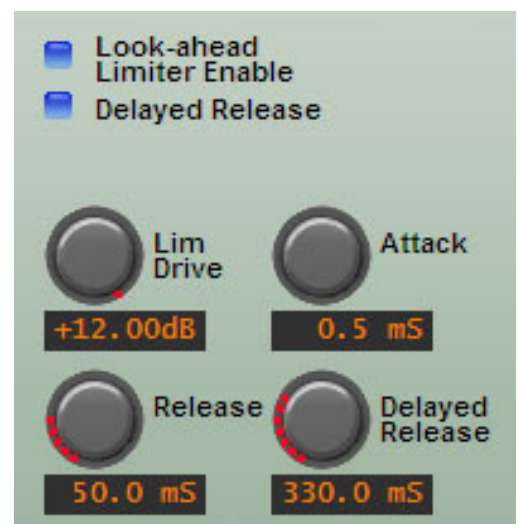 Look-ahead
Limiter Enable
Delayed Release
Lim
Drive
Attack
+12.00dB
0.5 mS
Release
Delayed
Release
50.0 mS
330.0 mS